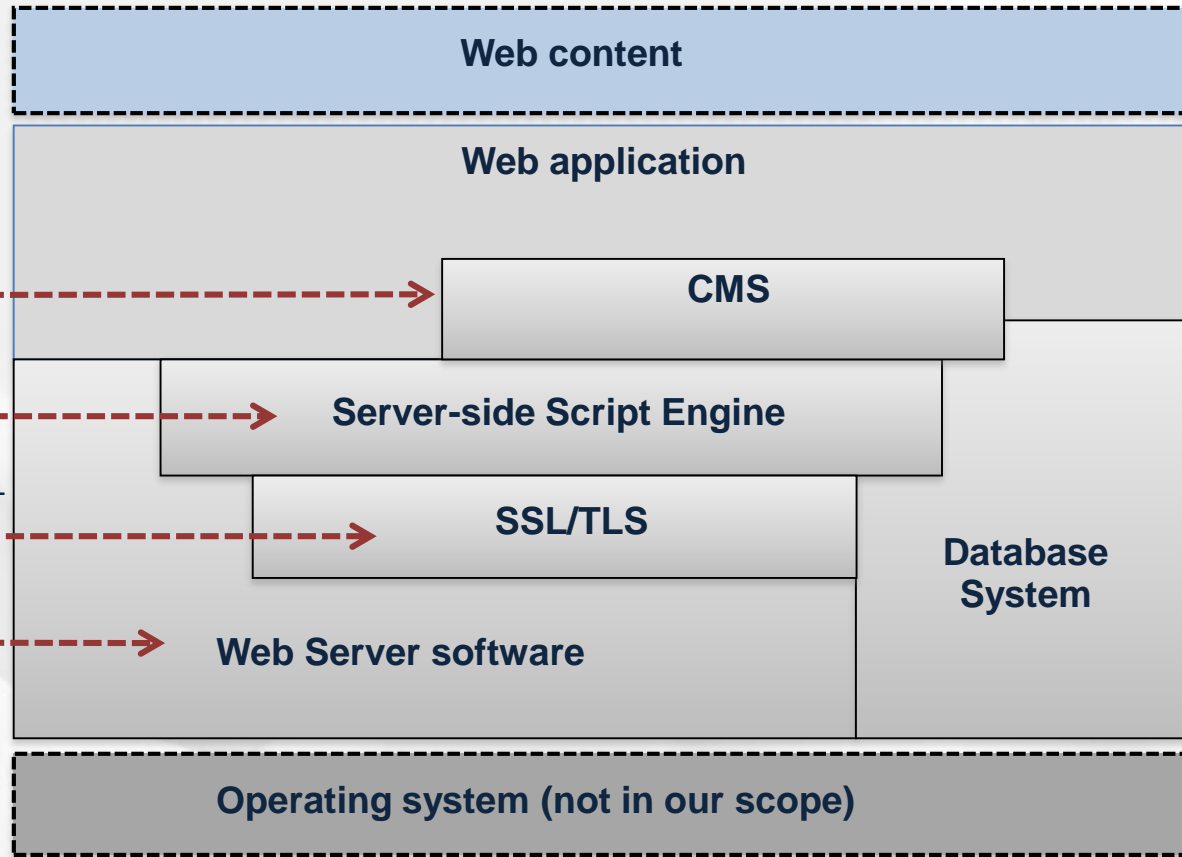 Web content
Web application
CMS
Server-side Script Engine
SSL/TLS
Database
System
Web Server software
Operating system (not in our scope)